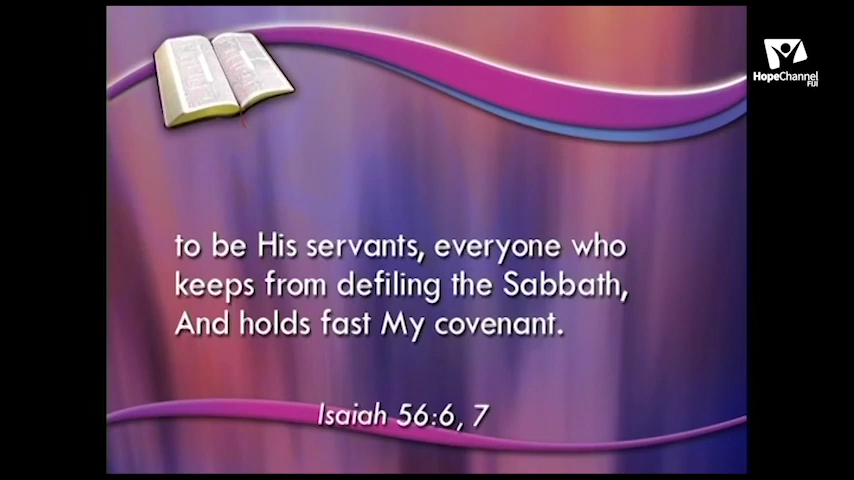 HopeChannel
FIJI
to be His servants, everyone who
keeps from defiling the Sabbath,
And holds fast My covenant.
Isaiah 56:6, 7